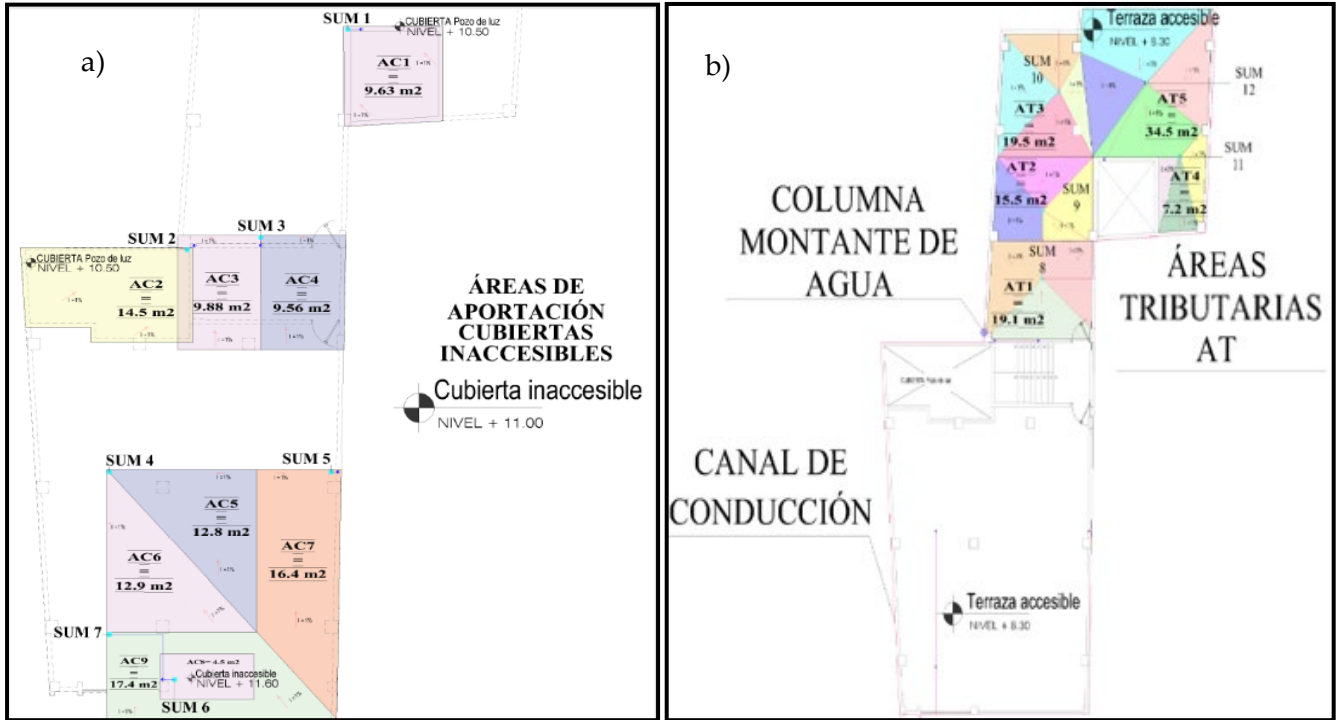 a)
SUM 1
CUBIERTA Pozo de luz
NIVEL + 10.50
AC1
=
9.63 m2
SUM 2
SUM 3
CUBIERTA Pozo de luz
NIVEL + 10.50
AC2
=
14.5 m2
AC3
=
9.88 m2
AC4
=
9.56 m2
ÁREAS DE
APORTACIÓN
CUBIERTAS
INACCESIBLES
Cubierta inaccesible
NIVEL + 11.00
SUM 4
SUM 5
AC5
=
12.8 m2
AC6
=
12.9 m2
AC7
=
16.4 m2
SUM 7
AC9
=
17.4 m2
AC8= 4.5 m2
Cubierta inaccesible
NIVEL + 11.60
SUM 6
b)
Terraza accesible
SUM
10
AT3
=
19.5 m2
SUM
12
AT5
=
34.5 m2
SUM
11
AT2
=
15.5 m2
SUM
9
AT4
=
7.2 m2
SUM
8
AT1
=
19.1 m2
COLUMNA
MONTANTE DE
AGUA
ÁREAS
TRIBUTARIAS
AT
CANAL DE
CONDUCCIÓN
Terraza accesible